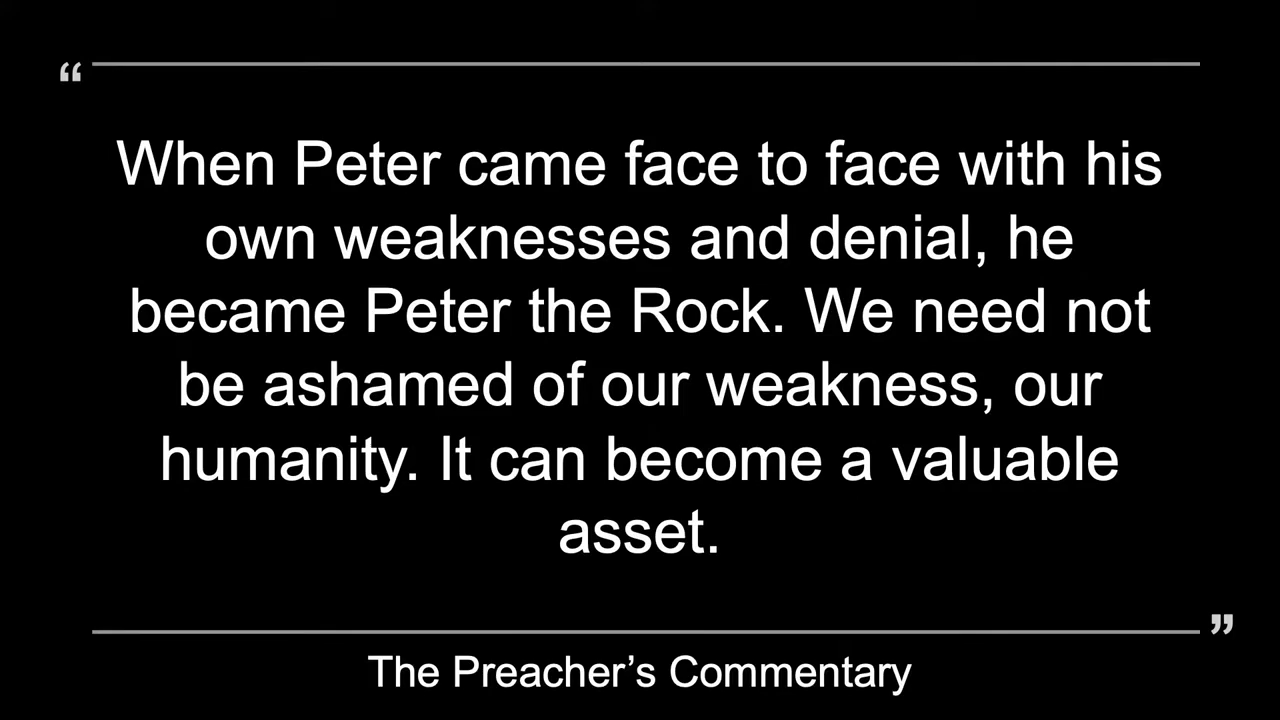 “
When Peter came face to face with his
own weaknesses and denial, he
became Peter the Rock. We need not
be ashamed of our weakness, our
humanity. It can become a valuable
asset.
”
The Preacher’s Commentary